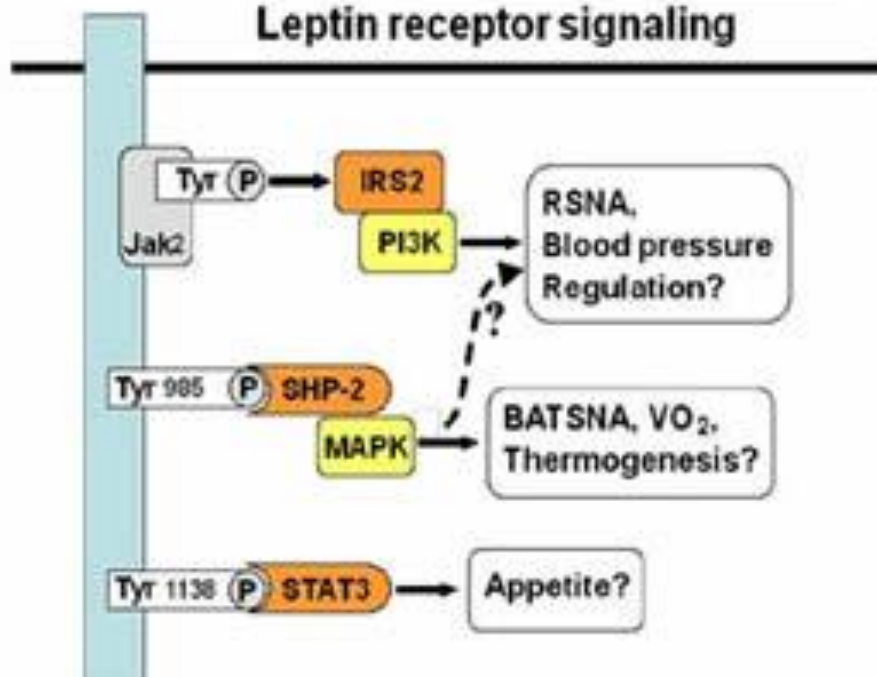 Leptin receptor signaling
Tyr P
IRS2
Jak2
PI3K
RSNA,
Blood pressure
Regulation?
?
Tyr 985 P SHP-2
MAPK
BATSNA, VO₂,
Thermogenesis?
Tyr 1138 P STAT3
Appetite?